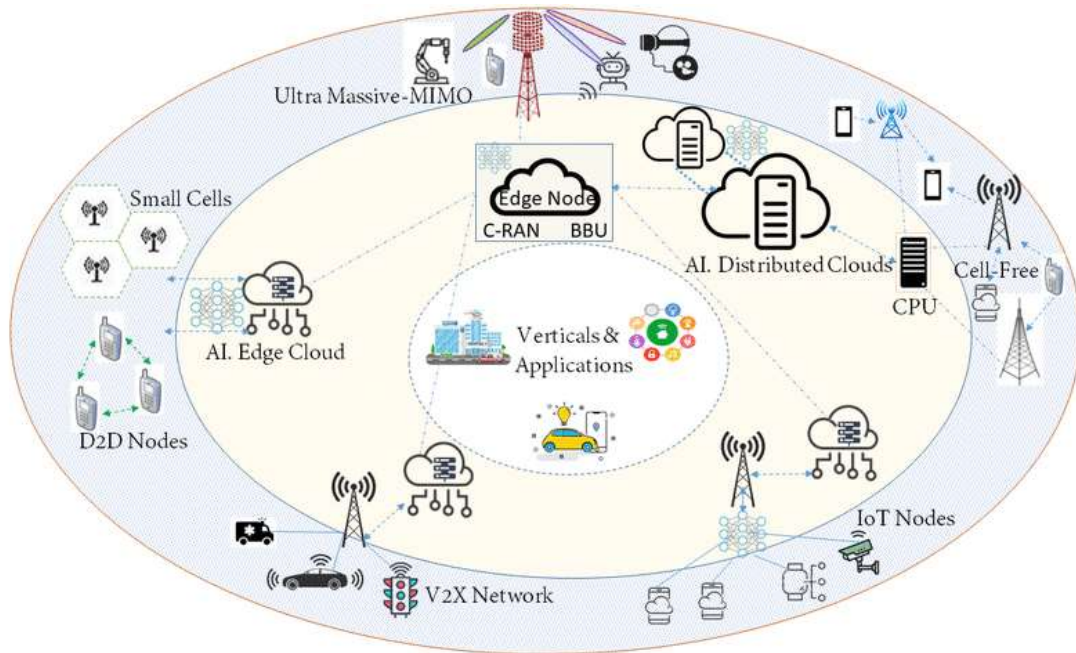 Ultra Massive-MIMO
Small Cells
Edge Node
C-RAN BBU
AI. Distributed Clouds
Cell-Free
CPU
AI. Edge Cloud
Verticals &
Applications
D2D Nodes
IoT Nodes
V2X Network